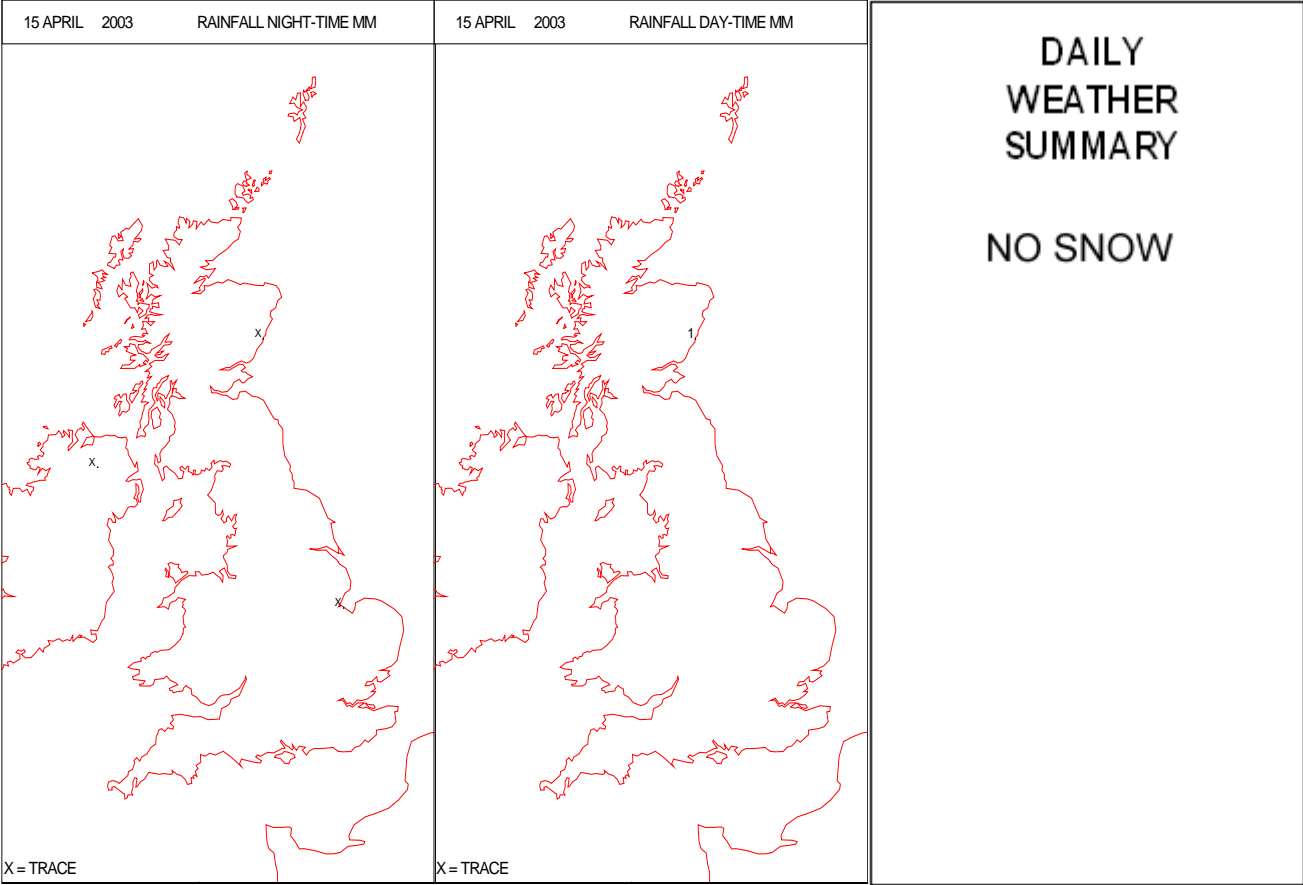 15 APRIL 2003 RAINFALL NIGHT-TIME MM
X
X
X
X = TRACE
15 APRIL 2003 RAINFALL DAY-TIME MM
1
X = TRACE
DAILY
WEATHER
SUMMARY
NO SNOW